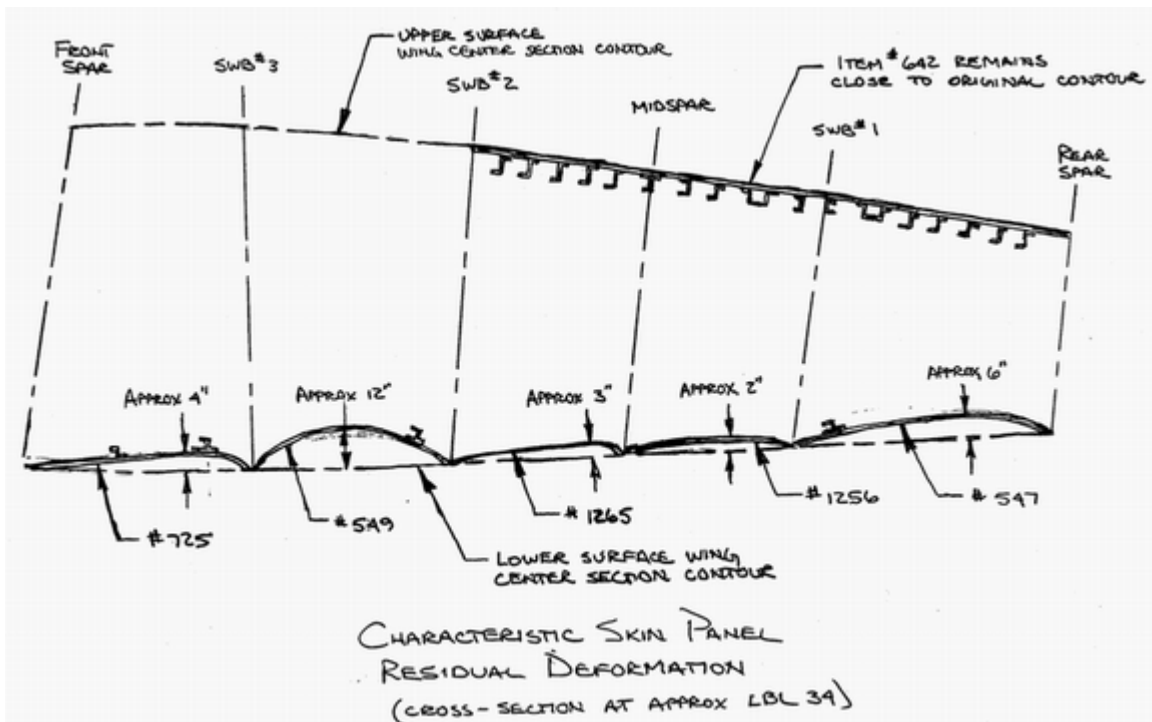 FRONT
SPAR
SWB #3
UPPER SURFACE
WING CENTER SECTION CONTOUR
SWB #2
MIDSPAR
ITEM #642 REMAINS
CLOSE TO ORIGINAL CONTOUR
SWB #1
REAR
SPAR
APPROX 4"
APPROX 12"
APPROX 3"
APPROX 2"
APPROX 6"
#725
#549
#1265
#1256
#547
LOWER SURFACE WING
CENTER SECTION CONTOUR
CHARACTERISTIC SKIN PANEL
RESIDUAL DEFORMATION
(CROSS-SECTION AT APPROX LBL 34)